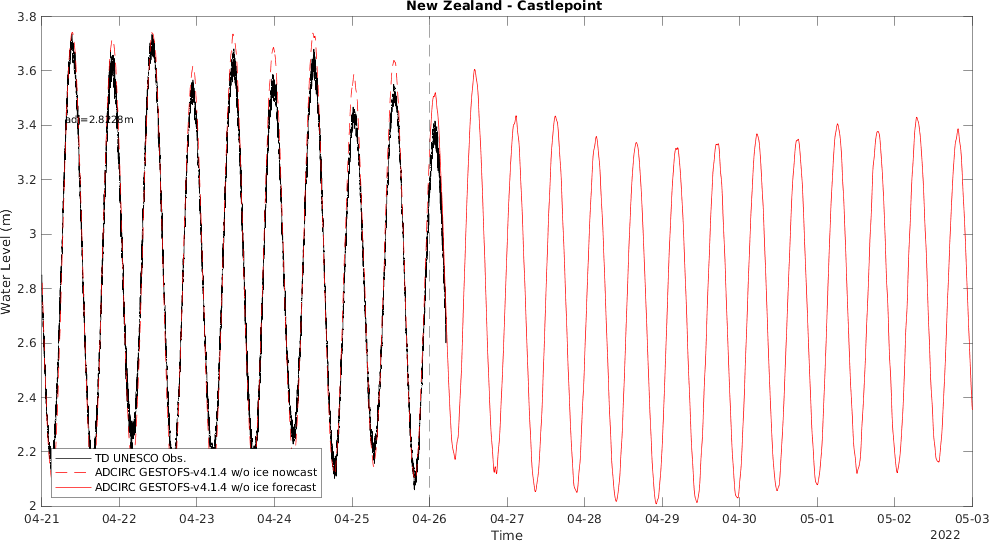 New Zealand - Castlepoint
3.8
3.6
3.4
3.2
3
2.8
2.6
2.4
2.2
2
Water Level (m)
adj=2.8228m
TD UNESCO Obs.
ADCIRC GESTOFS-v4.1.4 w/o ice nowcast
ADCIRC GESTOFS-v4.1.4 w/o ice forecast
04-21 04-22 04-23 04-24 04-25 04-26 04-27 04-28 04-29 04-30 05-01 05-02 05-03
Time
2022